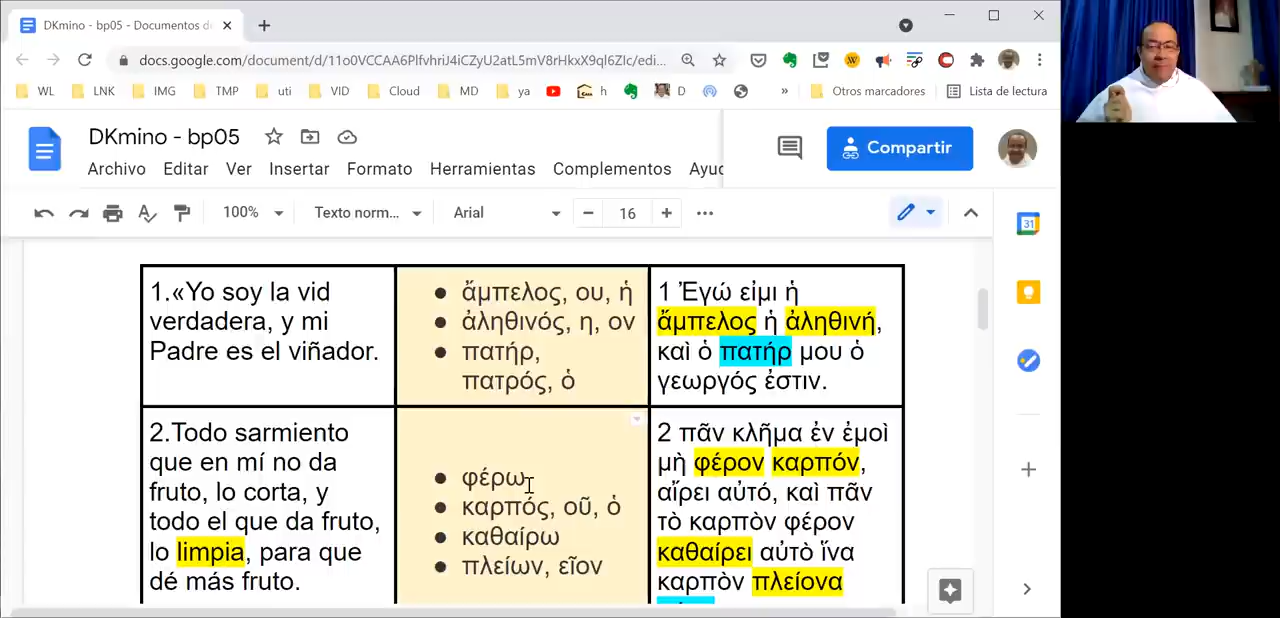 DKmino - bp05 - Documentos d
docs.google.com/document/d/11o0VCCAA6PlfvhriJ4iCZyU2atL5mV8rHkxX9ql6ZIc/edi...
WL LNK IMG TMP uti VID Cloud MD ya h D » Otros marcadores Lista de lectura
DKmino - bp05
Compartir
Archivo Editar Ver Insertar Formato Herramientas Complementos Ayuc
100% Texto norm... Arial 16
31
1.«Yo soy la vid
verdadera, y mi
Padre es el viñador.
ἄμπελος, ου, ἡ
ἀληθινός, η, ον
πατήρ,
πατρός, ὁ
1 Ἐγώ εἰμι ἡ
ἄμπελος ἡ ἀληθινή,
καὶ ὁ πατήρ μου ὁ
γεωργός ἐστιν.
2.Todo sarmiento
que en mí no da
fruto, lo corta, y
todo el que da fruto,
lo limpia, para que
dé más fruto.
φέρω
καρπός, οῦ, ὁ
καθαίρω
πλείων, εῖον
2 πᾶν κλῆμα ἐν ἐμοὶ
μὴ φέρον καρπόν,
αἴρει αὐτό, καὶ πᾶν
τὸ καρπὸν φέρον
καθαίρει αὐτὸ ἵνα
καρπὸν πλείονα